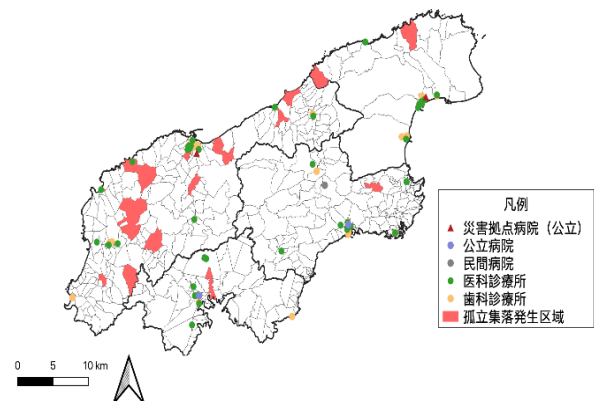 凡例
災害拠点病院（公立）
公立病院
民間病院
医科診療所
歯科診療所
孤立集落発生区域
0 5 10 km